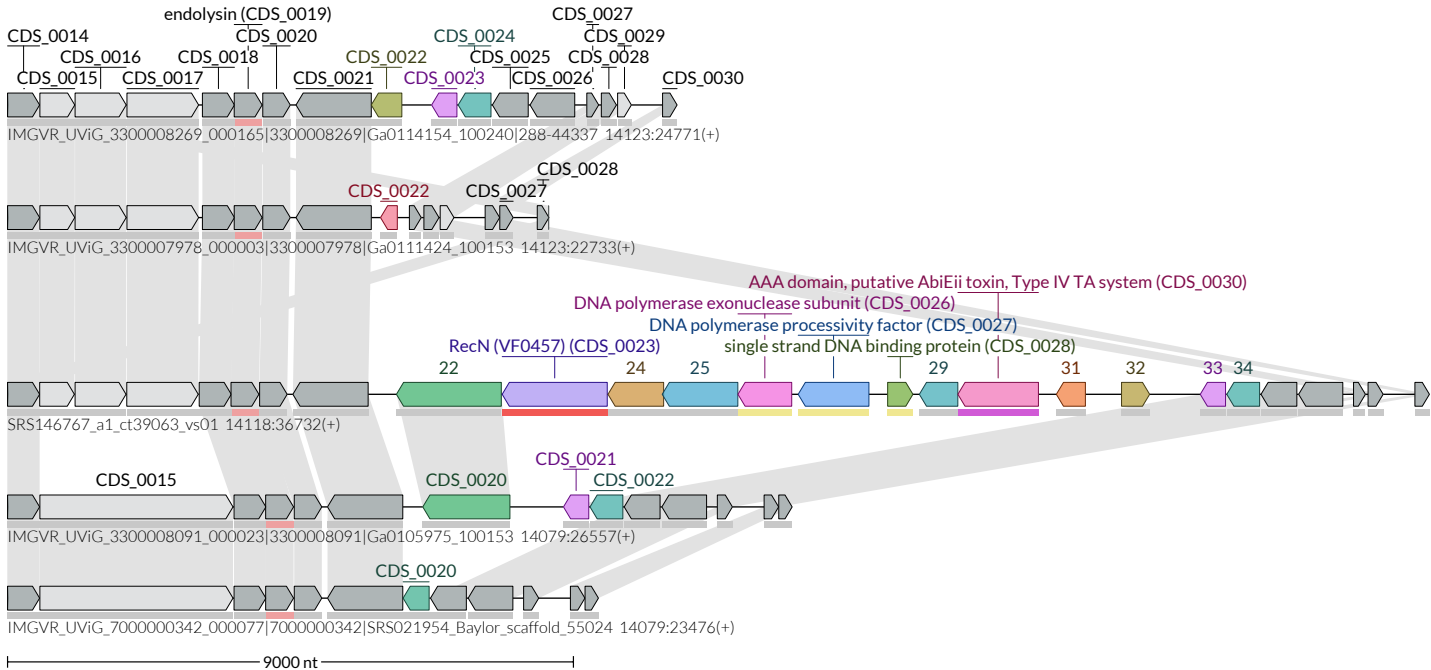 endolysin (CDS_0019)
CDS_0027
CDS_0014
CDS_0020
CDS_0024
CDS_0029
CDS_0016
CDS_0018
CDS_0022
CDS_0025
CDS_0028
CDS_0015
CDS_0017
CDS_0021
CDS_0023
CDS_0026
CDS_0030
IMGVR_UViG_3300008269_000165|3300008269|Ga0114154_100240|288-44337 14123:24771(+)
CDS_0028
CDS_0022
CDS_0027
IMGVR_UViG_3300007978_000003|3300007978|Ga0111424_100153 14123:22733(+)
AAA domain, putative AbiEii toxin, Type IV TA system (CDS_0030)
DNA polymerase exonuclease subunit (CDS_0026)
DNA polymerase processivity factor (CDS_0027)
RecN (VF0457) (CDS_0023)
single strand DNA binding protein (CDS_0028)
22 24 25 29 31 32 33 34
SRS146767_a1_ct39063_vs01 14118:36732(+)
CDS_0021
CDS_0015
CDS_0020
CDS_0022
IMGVR_UViG_3300008091_000023|3300008091|Ga0105975_100153 14079:26557(+)
CDS_0020
IMGVR_UViG_7000000342_000077|7000000342|SRS021954_Baylor_scaffold_55024 14079:23476(+)
9000 nt